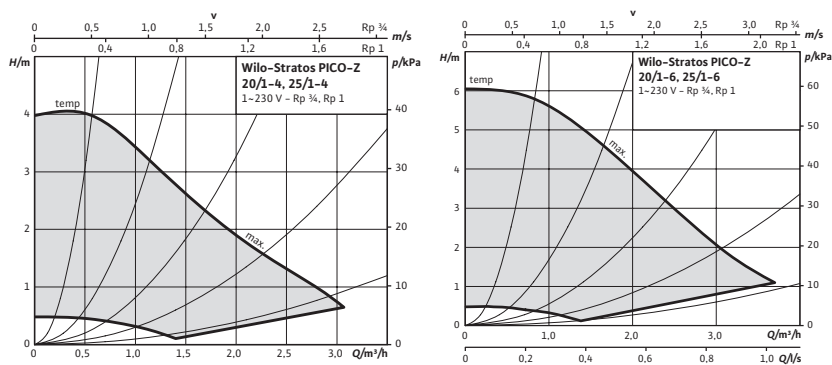 v
0 0,5 1,0 1,5 2,0 2,5 Rp ¾
m/s
0 0,4 0,8 1,2 1,6 Rp 1
H/m
p/kPa
Wilo-Stratos PICO-Z
20/1-4, 25/1-4
1~230 V - Rp ¾, Rp 1
temp
max.
4
3
2
1
0
40
30
20
10
0
0 0,5 1,0 1,5 2,0 2,5 3,0 Q/m³/h
v
0 0,5 1,0 1,5 2,0 2,5 3,0 Rp ¾
m/s
0 0,4 0,8 1,2 1,6 2,0 Rp 1
H/m
p/kPa
Wilo-Stratos PICO-Z
20/1-6, 25/1-6
1~230 V - Rp ¾, Rp 1
temp
max.
6
5
4
3
2
1
0
60
50
40
30
20
10
0
0 1,0 2,0 3,0 Q/m³/h
0 0,2 0,4 0,6 0,8 1,0 Q/l/s